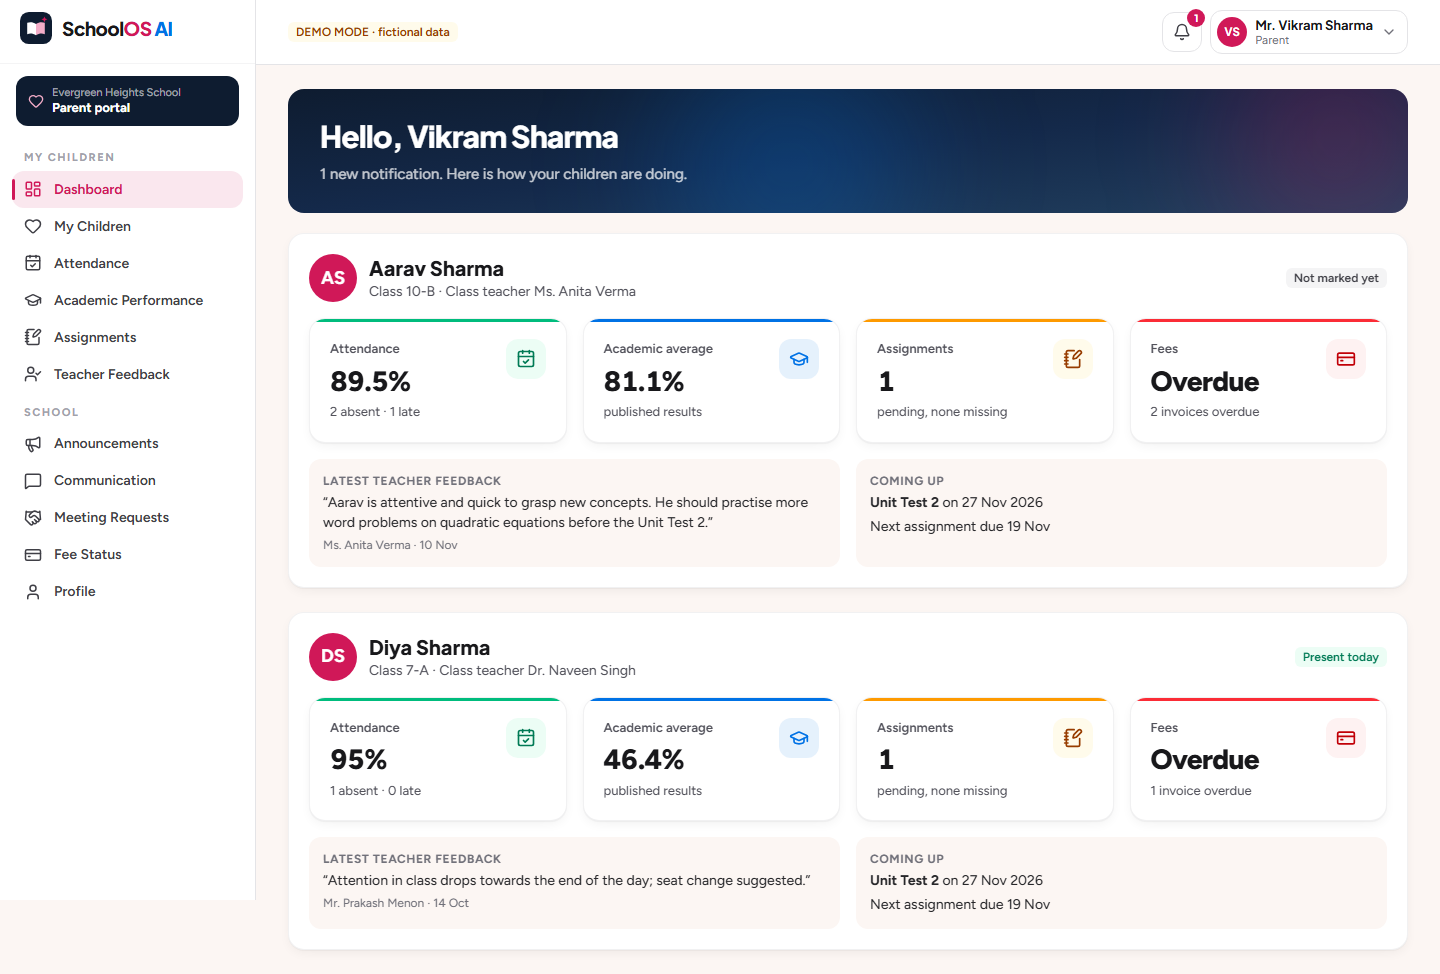 SchoolOS AI
DEMO MODE · fictional data
1
VS
Mr. Vikram Sharma
Parent
Evergreen Heights School
Parent portal
MY CHILDREN
Dashboard
My Children
Attendance
Academic Performance
Assignments
Teacher Feedback
SCHOOL
Announcements
Communication
Meeting Requests
Fee Status
Profile
Hello, Vikram Sharma
1 new notification. Here is how your children are doing.
AS
Aarav Sharma
Class 10-B · Class teacher Ms. Anita Verma
Not marked yet
Attendance
89.5%
2 absent · 1 late
Academic average
81.1%
published results
Assignments
1
pending, none missing
Fees
Overdue
2 invoices overdue
LATEST TEACHER FEEDBACK
“Aarav is attentive and quick to grasp new concepts. He should practise more
word problems on quadratic equations before the Unit Test 2.”
Ms. Anita Verma · 10 Nov
COMING UP
Unit Test 2 on 27 Nov 2026
Next assignment due 19 Nov
DS
Diya Sharma
Class 7-A · Class teacher Dr. Naveen Singh
Present today
Attendance
95%
1 absent · 0 late
Academic average
46.4%
published results
Assignments
1
pending, none missing
Fees
Overdue
1 invoice overdue
LATEST TEACHER FEEDBACK
“Attention in class drops towards the end of the day; seat change suggested.”
Mr. Prakash Menon · 14 Oct
COMING UP
Unit Test 2 on 27 Nov 2026
Next assignment due 19 Nov